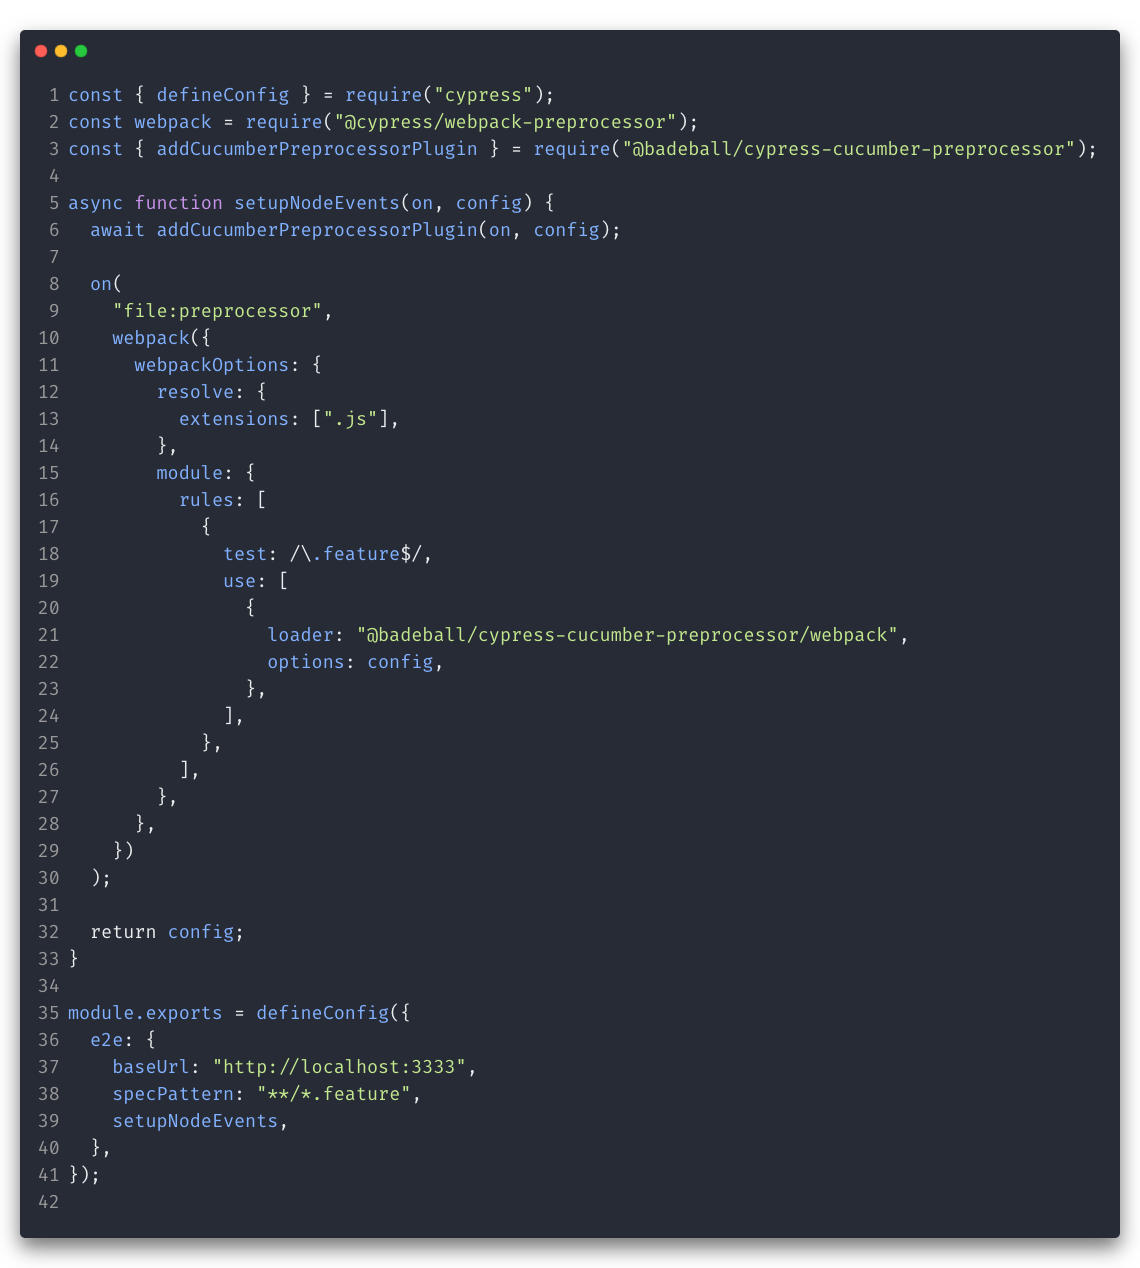 1 const { defineConfig } = require("cypress");
2 const webpack = require("@cypress/webpack-preprocessor");
3 const { addCucumberPreprocessorPlugin } = require("@badeball/cypress-cucumber-preprocessor");
4
5 async function setupNodeEvents(on, config) {
6   await addCucumberPreprocessorPlugin(on, config);
7
8   on(
9     "file:preprocessor",
10     webpack({
11       webpackOptions: {
12         resolve: {
13           extensions: [".js"],
14         },
15         module: {
16           rules: [
17             {
18               test: /\.feature$/,
19               use: [
20                 {
21                   loader: "@badeball/cypress-cucumber-preprocessor/webpack",
22                   options: config,
23                 },
24               ],
25             },
26           ],
27         },
28       },
29     })
30   );
31
32   return config;
33 }
34
35 module.exports = defineConfig({
36   e2e: {
37     baseUrl: "http://localhost:3333",
38     specPattern: "**/*.feature",
39     setupNodeEvents,
40   },
41 });
42